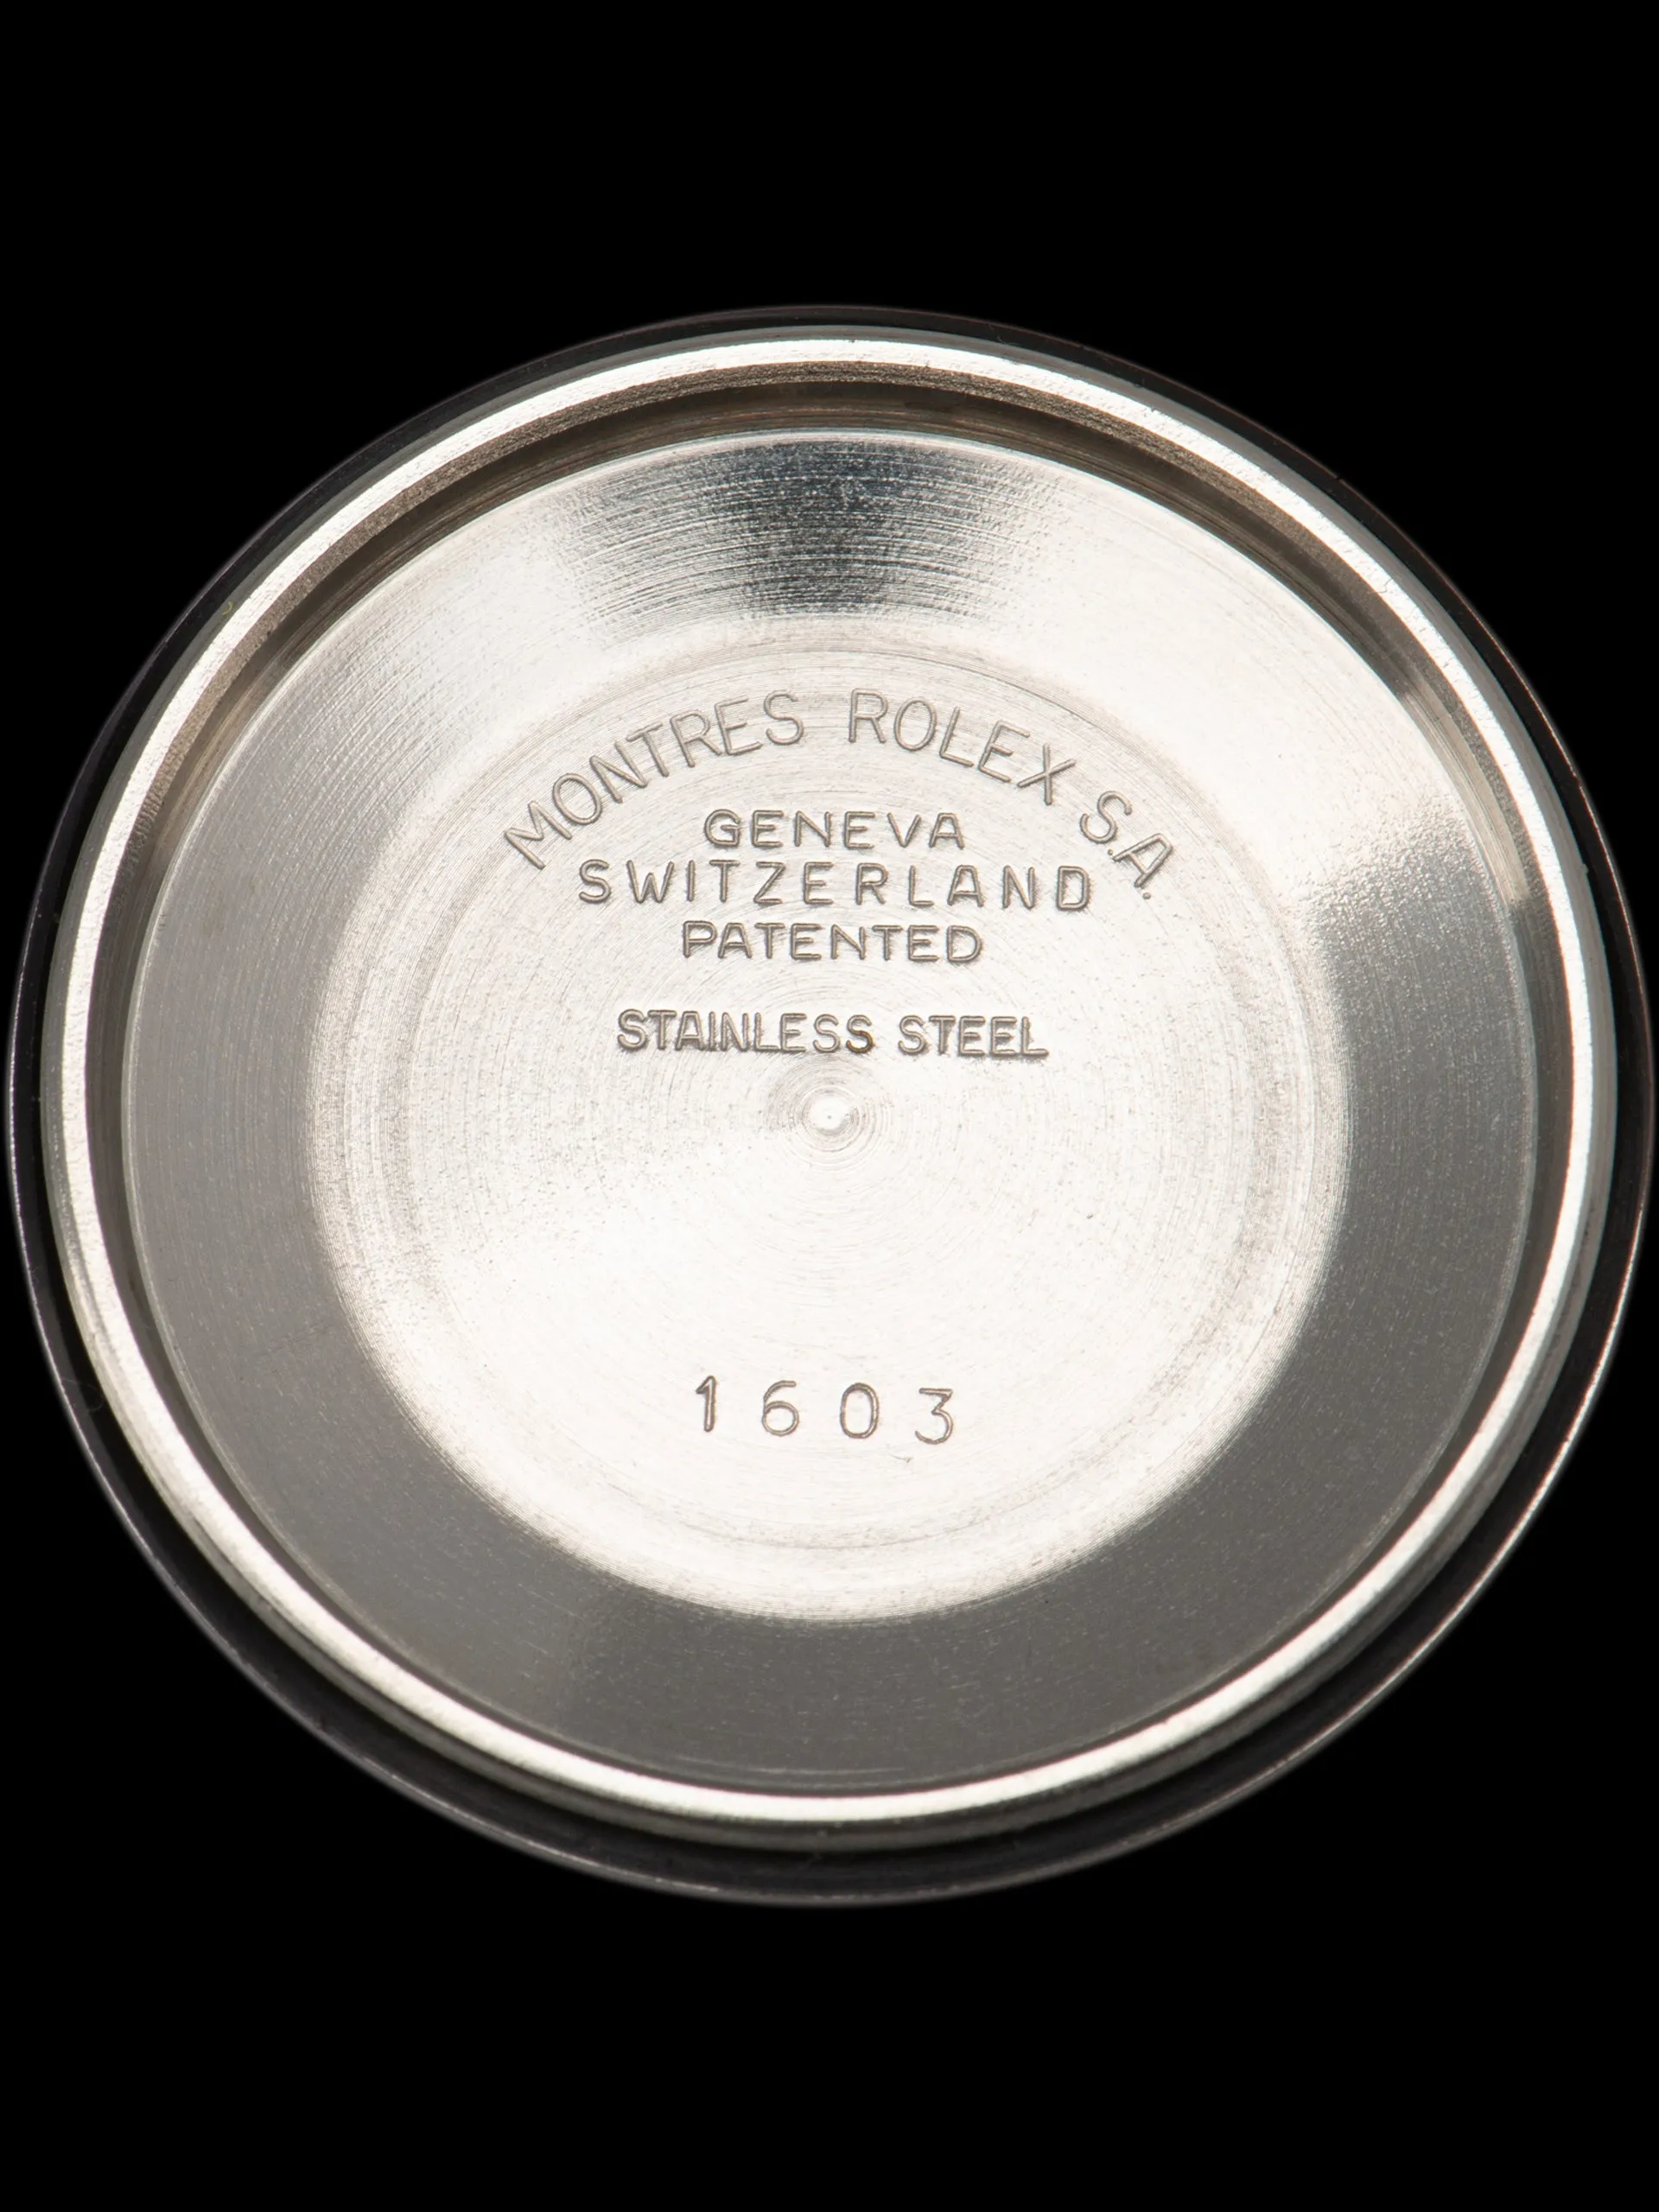 MONTRES ROLEX S.A.
GENEVA
SWITZERLAND
PATENTED
STAINLESS STEEL
1603